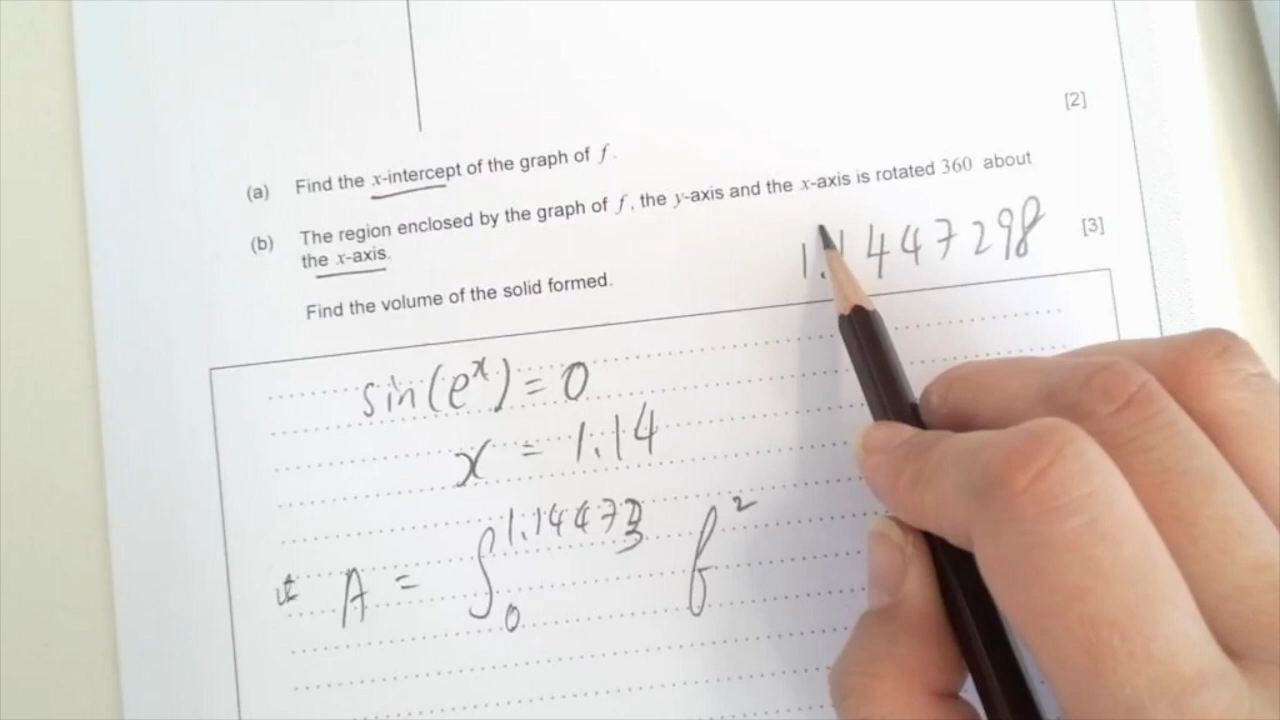 [2]
(a) Find the x-intercept of the graph of f.
(b) The region enclosed by the graph of f, the y-axis and the x-axis is rotated 360 about
the x-axis.
[3]
1.1447298
Find the volume of the solid formed.
sin(eˣ) = 0
x = 1.14
A = ∫₀^1.14473 f²